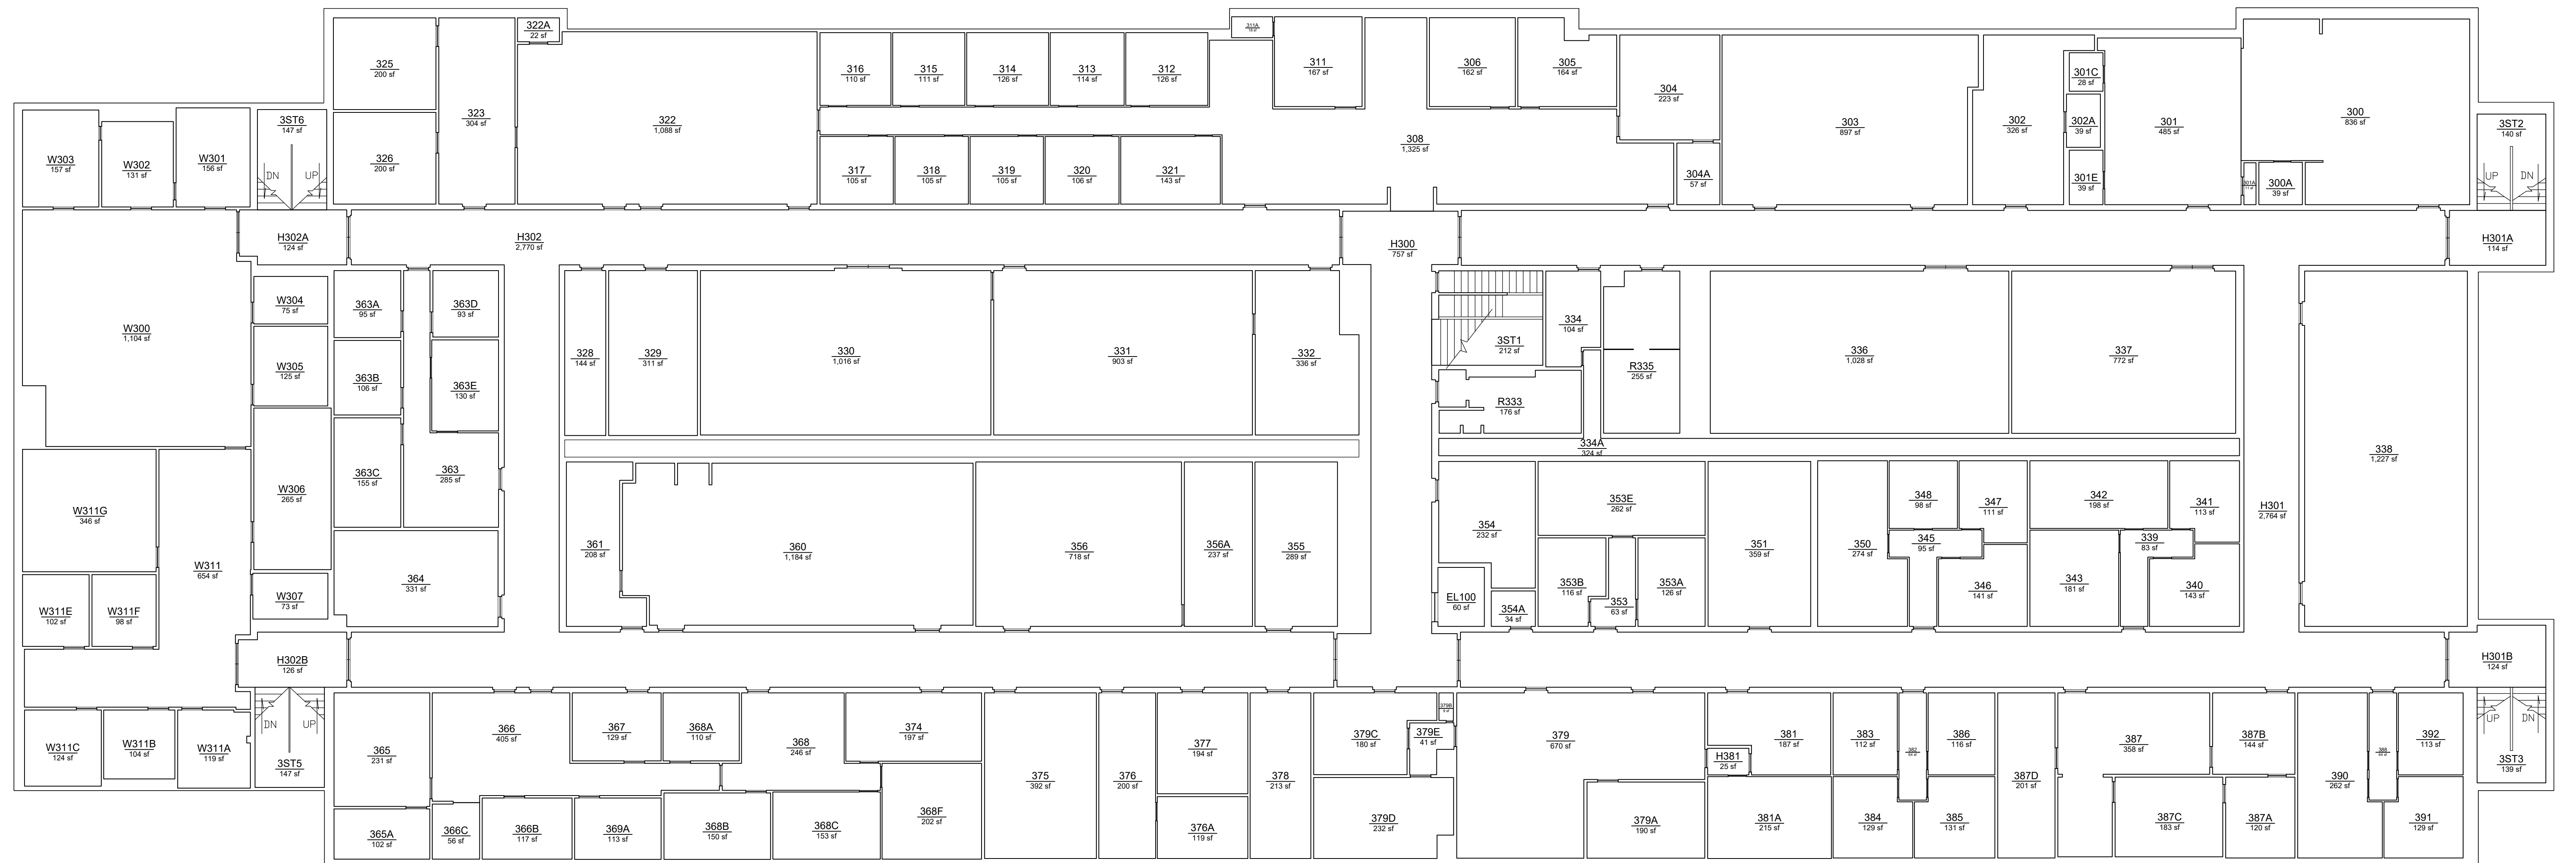 322A
22 sf
325
200 sf
323
304 sf
322
1,088 sf
316
110 sf
315
111 sf
314
126 sf
313
114 sf
312
126 sf
311A
311
167 sf
306
162 sf
305
164 sf
304
223 sf
303
897 sf
302
326 sf
301C
28 sf
302A
39 sf
301
485 sf
300
836 sf
3ST2
140 sf
UP
DN
W303
157 sf
W302
131 sf
W301
156 sf
3ST6
147 sf
DN
UP
326
200 sf
317
105 sf
318
105 sf
319
105 sf
320
106 sf
321
143 sf
308
1,325 sf
304A
57 sf
301E
39 sf
301A
300A
39 sf
H302A
124 sf
H302
2,770 sf
H300
757 sf
H301A
114 sf
W300
1,104 sf
W304
75 sf
W305
125 sf
363A
95 sf
363D
93 sf
363B
106 sf
363E
130 sf
328
144 sf
329
311 sf
330
1,016 sf
331
903 sf
332
336 sf
3ST1
212 sf
334
104 sf
R335
255 sf
R333
176 sf
336
1,028 sf
337
772 sf
334A
324 sf
338
1,227 sf
W311G
346 sf
W311
654 sf
W306
265 sf
363C
155 sf
363
285 sf
361
208 sf
360
1,184 sf
356
718 sf
356A
237 sf
355
289 sf
354
232 sf
353E
262 sf
351
359 sf
350
274 sf
348
98 sf
347
111 sf
342
198 sf
341
113 sf
345
95 sf
339
83 sf
H301
2,764 sf
W311E
102 sf
W311F
98 sf
W307
73 sf
364
331 sf
EL100
60 sf
354A
34 sf
353B
116 sf
353
63 sf
353A
126 sf
346
141 sf
343
181 sf
340
143 sf
H302B
126 sf
H301B
124 sf
W311C
124 sf
W311B
104 sf
W311A
119 sf
DN
UP
3ST5
147 sf
365
231 sf
366
405 sf
367
129 sf
368A
110 sf
368
246 sf
374
197 sf
375
392 sf
376
200 sf
377
194 sf
378
213 sf
379C
180 sf
379B
379E
41 sf
379
670 sf
381
187 sf
H381
25 sf
383
112 sf
382
386
116 sf
387D
201 sf
387
358 sf
387B
144 sf
390
262 sf
388
392
113 sf
UP
DN
3ST3
139 sf
365A
102 sf
366C
56 sf
366B
117 sf
369A
113 sf
368B
150 sf
368C
153 sf
368F
202 sf
376A
119 sf
379D
232 sf
379A
190 sf
381A
215 sf
384
129 sf
385
131 sf
387C
183 sf
387A
120 sf
391
129 sf